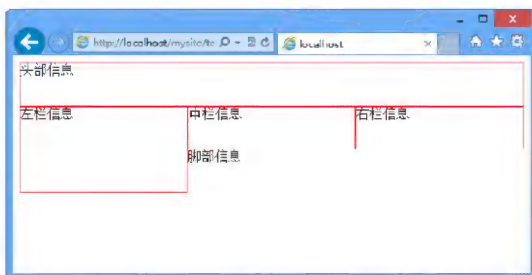 http://localhost/mysite/te
localhost
头部信息
左栏信息 中栏信息 右栏信息
脚部信息